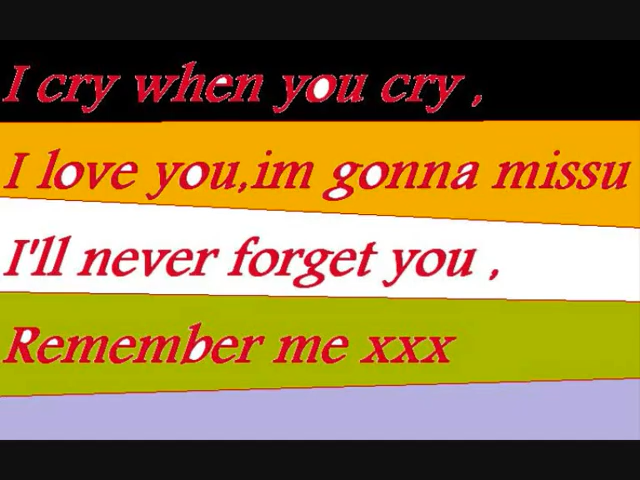 I cry when you cry ,
I love you,im gonna missu
I'll never forget you ,
Remember me xxx